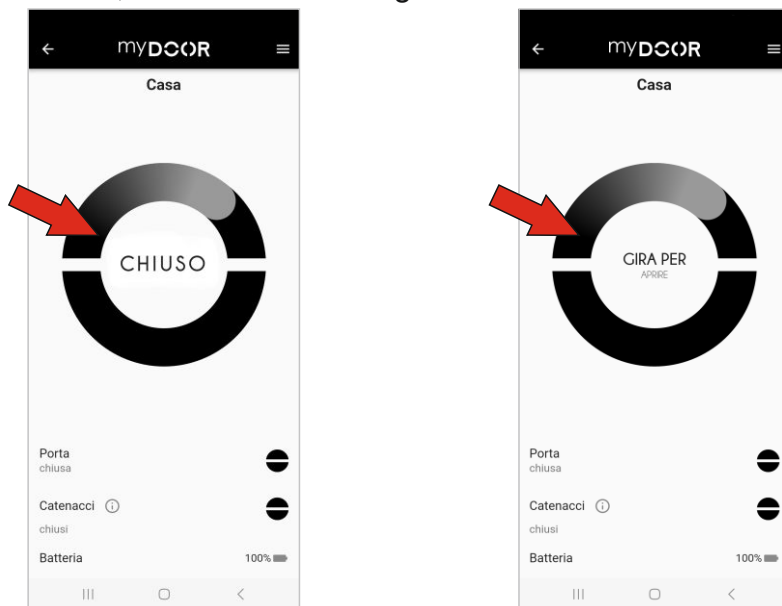 myDOOR
Casa
CHIUSO
Porta
chiusa
Catenacci
chiusi
Batteria 100%
myDOOR
Casa
GIRA PER
APRIRE
Porta
chiusa
Catenacci
chiusi
Batteria 100%